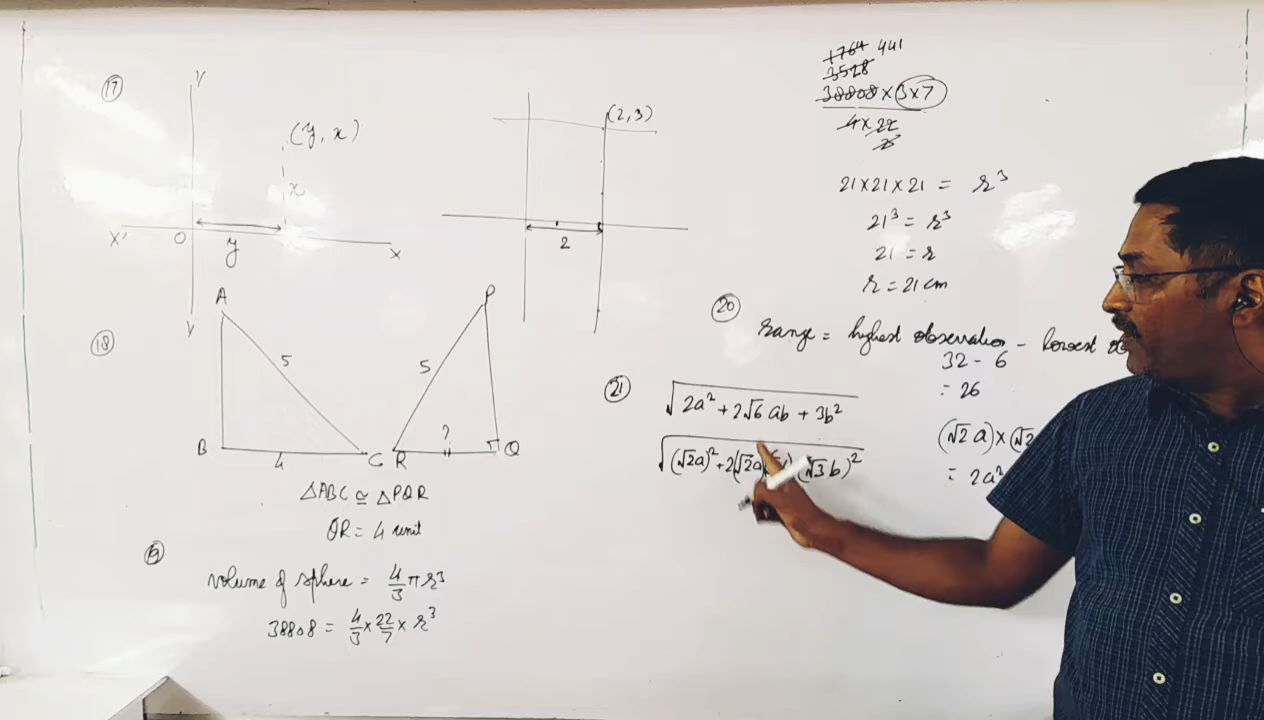 17
Y
(y, x)
x
X'
O
y
x
y
(2,3)
2
18
A
5
B
4
C
P
5
R
?
Q
△ABC ≅ △PQR
QR = 4 unit
19
volume of sphere = 4/3 πr³
38808 = 4/3 × 22/7 × r³
1764 441
3528
38808 × 3×7
4×22
21×21×21 = r³
21³ = r³
21 = r
r = 21 cm
20
range = highest observation - lowest
32 - 6
= 26
21
√2a² + 2√6 ab + 3b²
√(√2a)² + 2(√2a) (√3b)²
(√2 a)×(√2
= 2a²